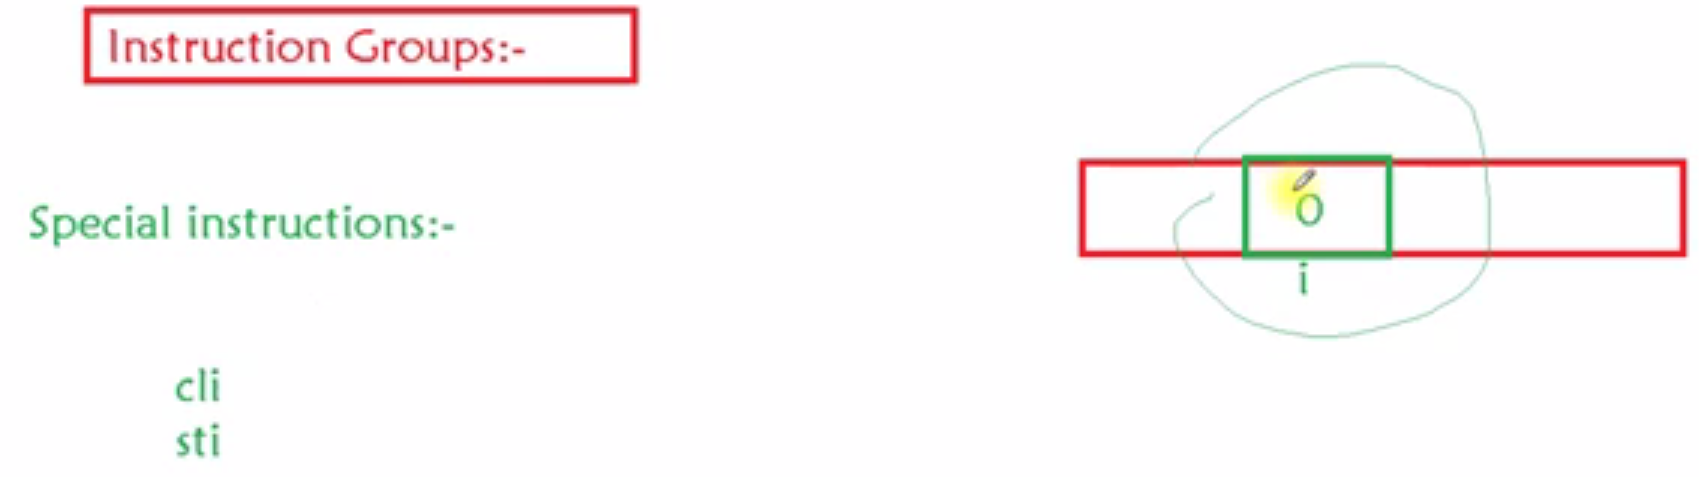 Instruction Groups:-
Special instructions:-
0
i
cli
sti